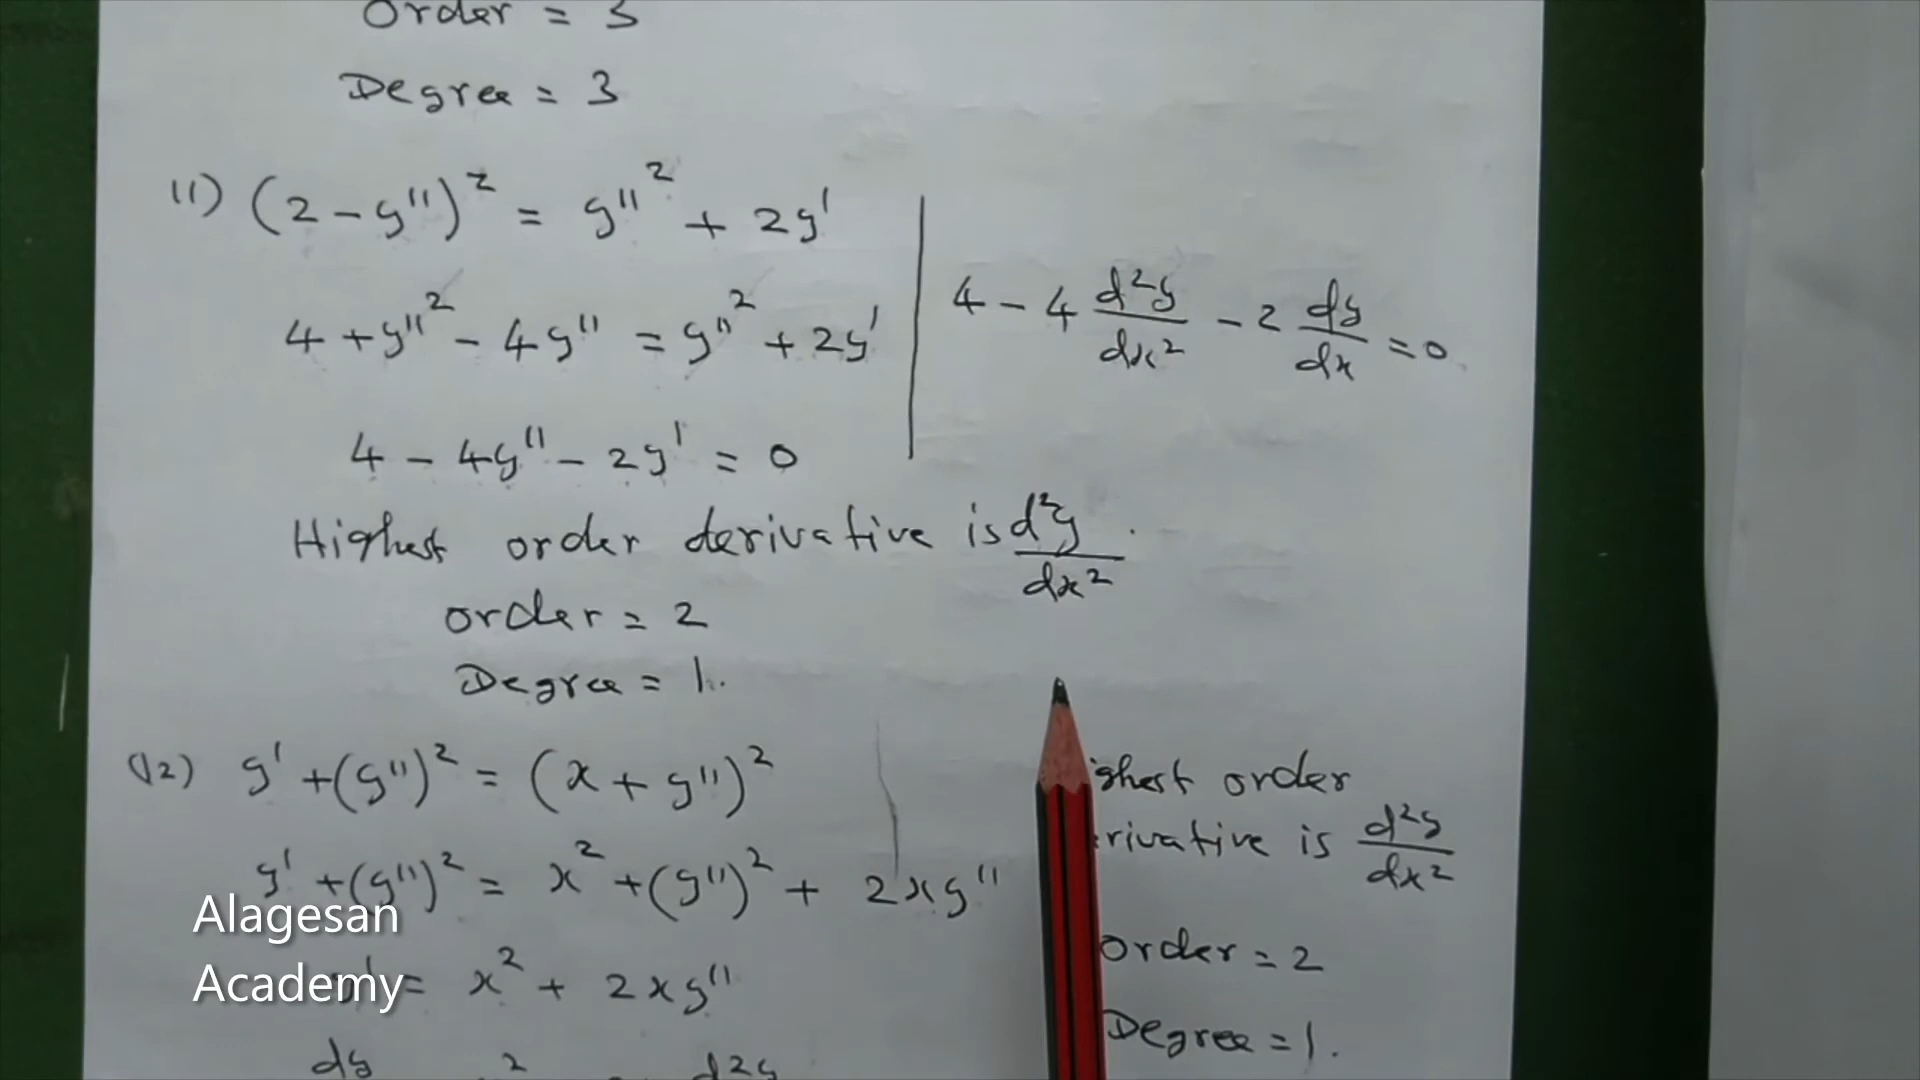 Order = 3
Degree = 3
11) (2 - y'')² = y''² + 2y'
4 + y''² - 4y'' = y''² + 2y'
4 - 4y'' - 2y' = 0
4 - 4 d²y/dx² - 2 dy/dx = 0
Highest order derivative is d²y/dx².
order = 2
Degree = 1.
(12) y' + (y'')² = (x + y'')²
y' + (y'')² = x² + (y'')² + 2xy''
y' = x² + 2xy''
dy 2 d²y
ighest order
rivative is d²y/dx²
order = 2
Degree = 1.
Alagesan
Academy